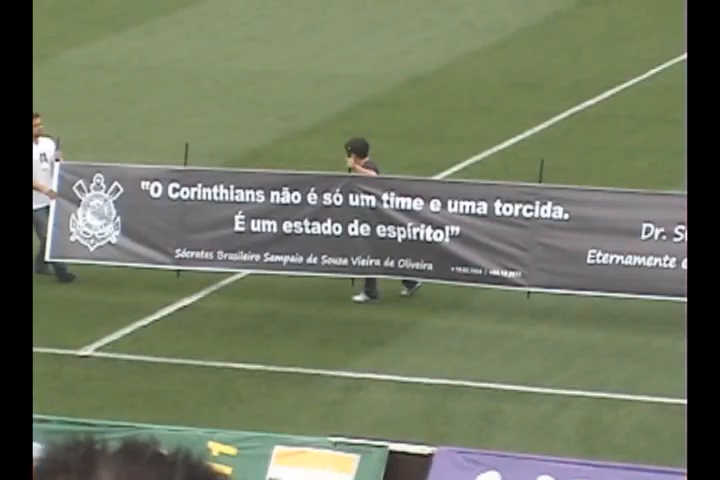 "O Corinthians não é só um time e uma torcida.
É um estado de espírito!"
Sócrates Brasileiro Sampaio de Souza Vieira de Oliveira
Dr. S
Eternamente